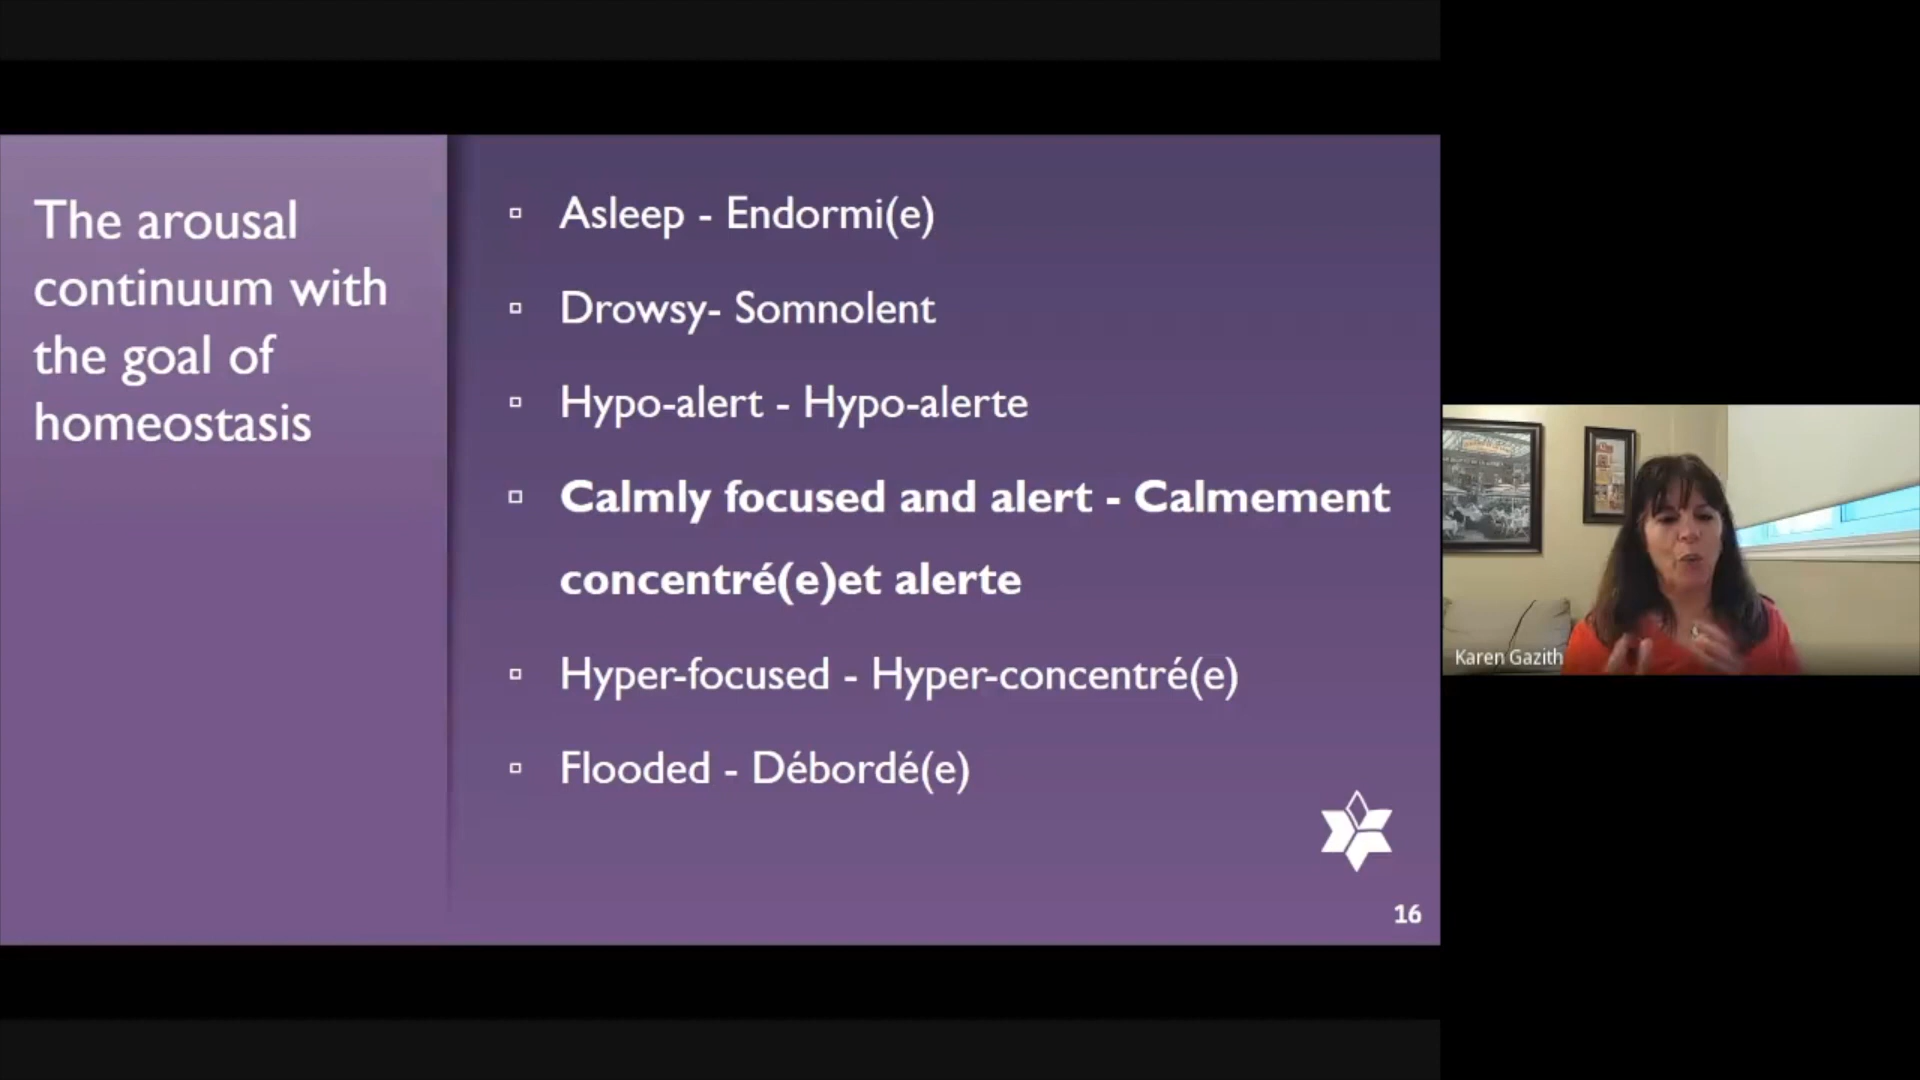 The arousal
continuum with
the goal of
homeostasis
Asleep - Endormi(e)
Drowsy- Somnolent
Hypo-alert - Hypo-alerte
Calmly focused and alert - Calmement
concentré(e)et alerte
Hyper-focused - Hyper-concentré(e)
Flooded - Débordé(e)
16
Karen Gazith